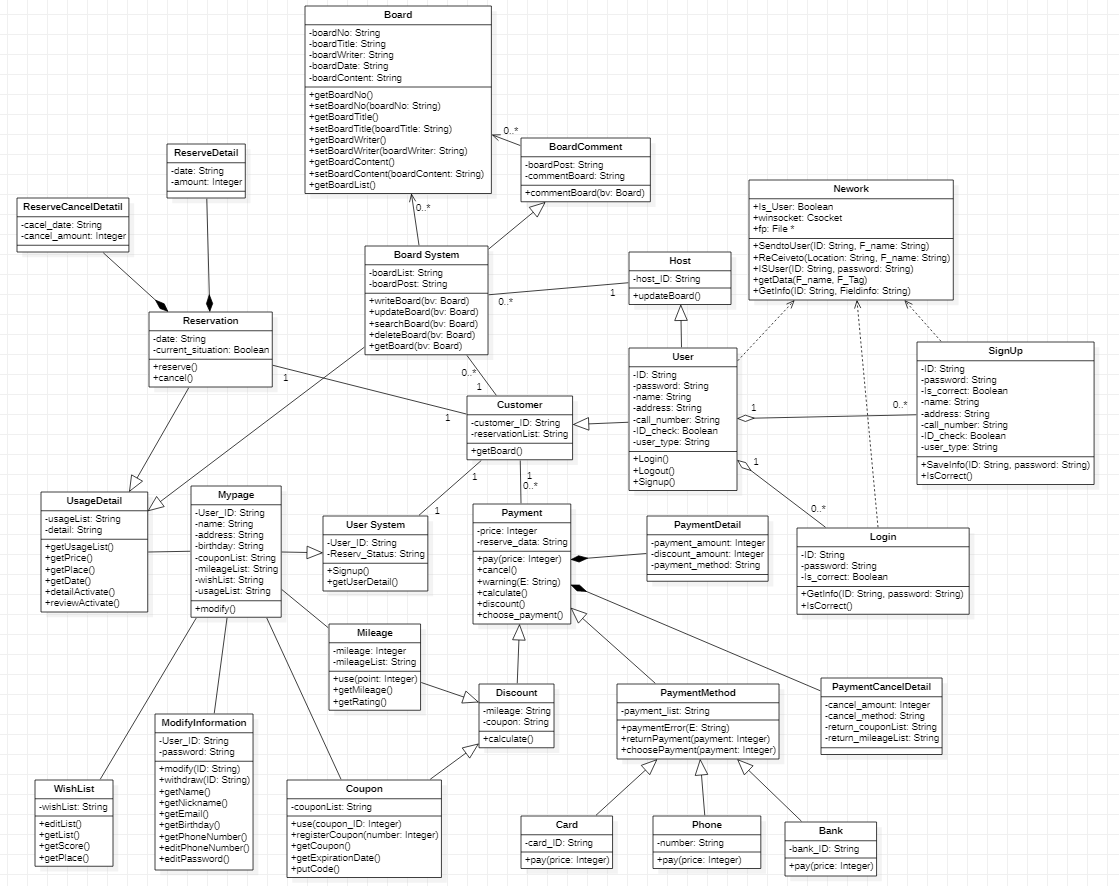 Board
-boardNo: String
-boardTitle: String
-boardWriter: String
-boardDate: String
-boardContent: String
+getBoardNo()
+setBoardNo(boardNo: String)
+getBoardTitle()
+setBoardTitle(boardTitle: String)
+getBoardWriter()
+setBoardWriter(boardWriter: String)
+getBoardContent()
+setBoardContent(boardContent: String)
+getBoardList()
0..*
BoardComment
-boardPost: String
-commentBoard: String
+commentBoard(bv: Board)
ReserveDetail
-date: String
-amount: Integer
ReserveCancelDetatil
-cacel_date: String
-cancel_amount: Integer
0..*
Nework
+Is_User: Boolean
+winsocket: Csocket
+fp: File *
+SendtoUser(ID: String, F_name: String)
+ReCeiveto(Location: String, F_name: String)
+ISUser(ID: String, password: String)
+getData(F_name, F_Tag)
+GetInfo(ID: String, Fieldinfo: String)
Board System
-boardList: String
-boardPost: String
+writeBoard(bv: Board)
+updateBoard(bv: Board)
+searchBoard(bv: Board)
+deleteBoard(bv: Board)
+getBoard(bv: Board)
0..*
1
Host
-host_ID: String
+updateBoard()
Reservation
-date: String
-current_situation: Boolean
+reserve()
+cancel()
1
1
0..*
1
User
-ID: String
-password: String
-name: String
-address: String
-call_number: String
-ID_check: Boolean
-user_type: String
+Login()
+Logout()
+Signup()
1
0..*
SignUp
-ID: String
-password: String
-Is_correct: Boolean
-name: String
-address: String
-call_number: String
-ID_check: Boolean
-user_type: String
+SaveInfo(ID: String, password: String)
+IsCorrect()
Customer
-customer_ID: String
-reservationList: String
+getBoard()
1
1
1
0..*
1
0..*
UsageDetail
-usageList: String
-detail: String
+getUsageList()
+getPrice()
+getPlace()
+getDate()
+detailActivate()
+reviewActivate()
Mypage
-User_ID: String
-name: String
-address: String
-birthday: String
-couponList: String
-mileageList: String
-wishList: String
-usageList: String
+modify()
User System
-User_ID: String
-Reserv_Status: String
+Signup()
+getUserDetail()
Payment
-price: Integer
-reserve_data: String
+pay(price: Integer)
+cancel()
+warning(E: String)
+calculate()
+discount()
+choose_payment()
PaymentDetail
-payment_amount: Integer
-discount_amount: Integer
-payment_method: String
Login
-ID: String
-password: String
-Is_correct: Boolean
+GetInfo(ID: String, password: String)
+IsCorrect()
Mileage
-mileage: Integer
-mileageList: String
+use(point: Integer)
+getMileage()
+getRating()
Discount
-mileage: String
-coupon: String
+calculate()
PaymentMethod
-payment_list: String
+paymentError(E: String)
+returnPayment(payment: Integer)
+choosePayment(payment: Integer)
PaymentCancelDetail
-cancel_amount: Integer
-cancel_method: String
-return_couponList: String
-return_mileageList: String
ModifyInformation
-User_ID: String
-password: String
+modify(ID: String)
+withdraw(ID: String)
+getName()
+getNickname()
+getEmail()
+getBirthday()
+getPhoneNumber()
+editPhoneNumber()
+editPassword()
WishList
-wishList: String
+editList()
+getList()
+getScore()
+getPlace()
Coupon
-couponList: String
+use(coupon_ID: Integer)
+registerCoupon(number: Integer)
+getCoupon()
+getExpirationDate()
+putCode()
Card
-card_ID: String
+pay(price: Integer)
Phone
-number: String
+pay(price: Integer)
Bank
-bank_ID: String
+pay(price: Integer)